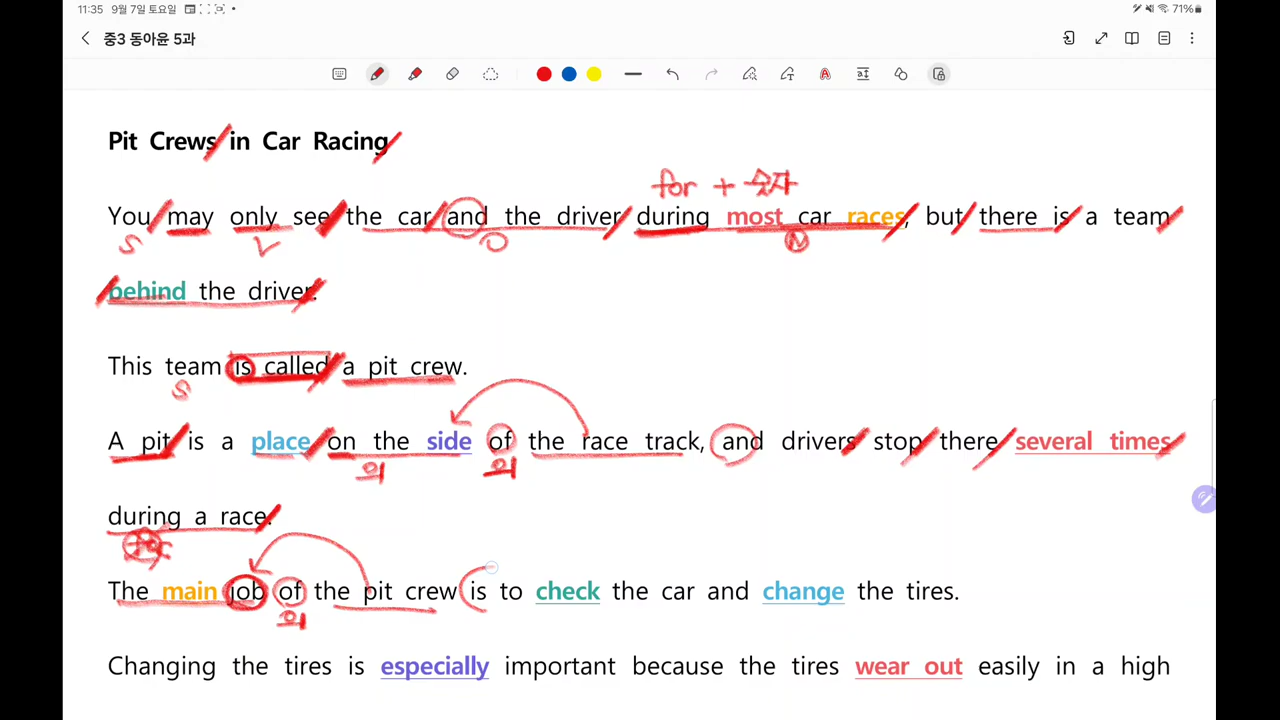 11:35 9월 7일 토요일 71%
중3 동아윤 5과
Pit Crews in Car Racing
for + 숫자
You may only see the car and the driver during most car races, but there is a team
S V O N
behind the driver.
This team is called a pit crew.
S
A pit is a place on the side of the race track, and drivers stop there several times
의
during a race.
for
The main job of the pit crew is to check the car and change the tires.
의
Changing the tires is especially important because the tires wear out easily in a high